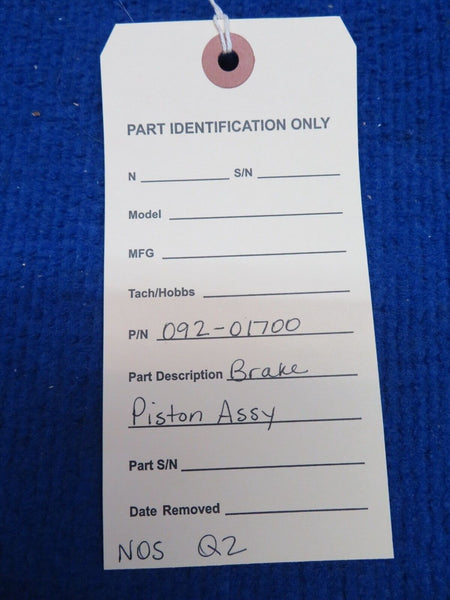 PART IDENTIFICATION ONLY
N S/N
Model
MFG
Tach/Hobbs
P/N 092-01700
Part Description Brake
Piston Assy
Part S/N
Date Removed
NOS Q2